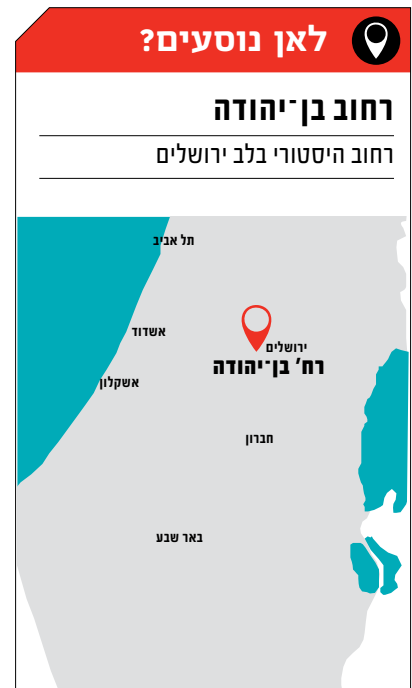 לאן נוסעים?
רחוב בן־יהודה
רחוב היסטורי בלב ירושלים
תל אביב
אשדוד
ירושלים
רח' בן־יהודה
אשקלון
חברון
באר שבע